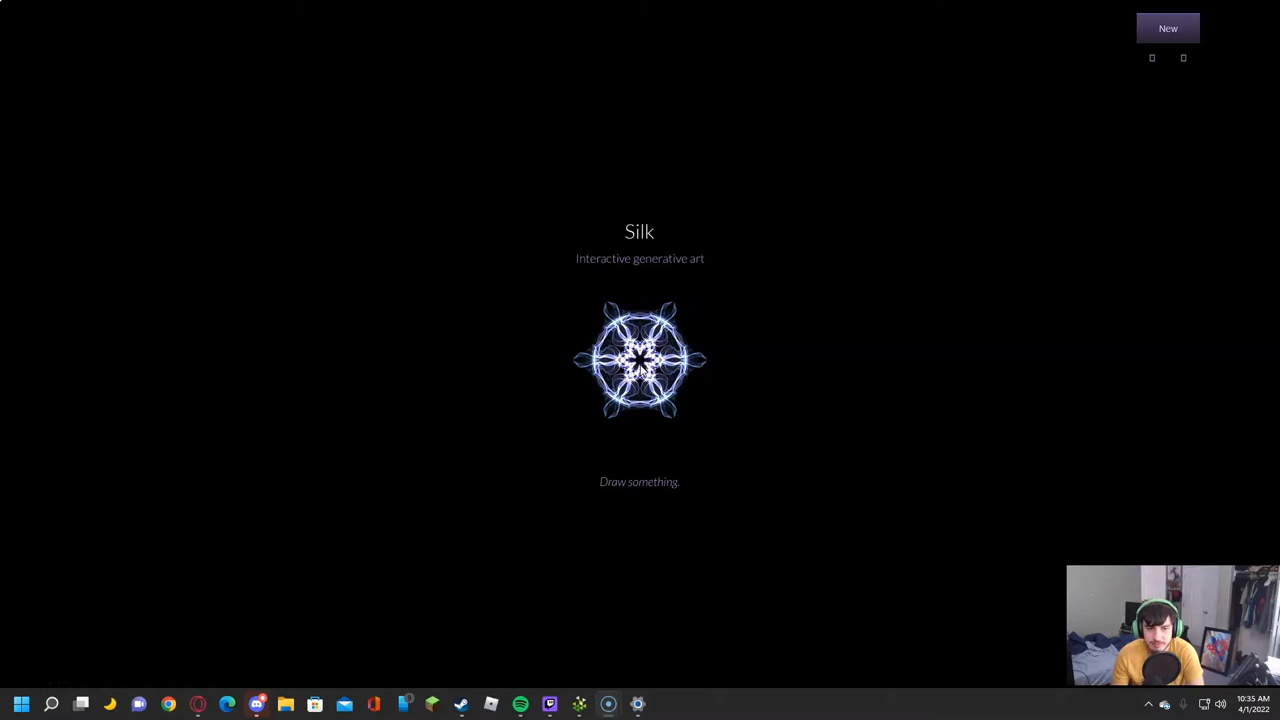 New
Silk
Interactive generative art
Draw something.
10:35 AM
4/1/2022